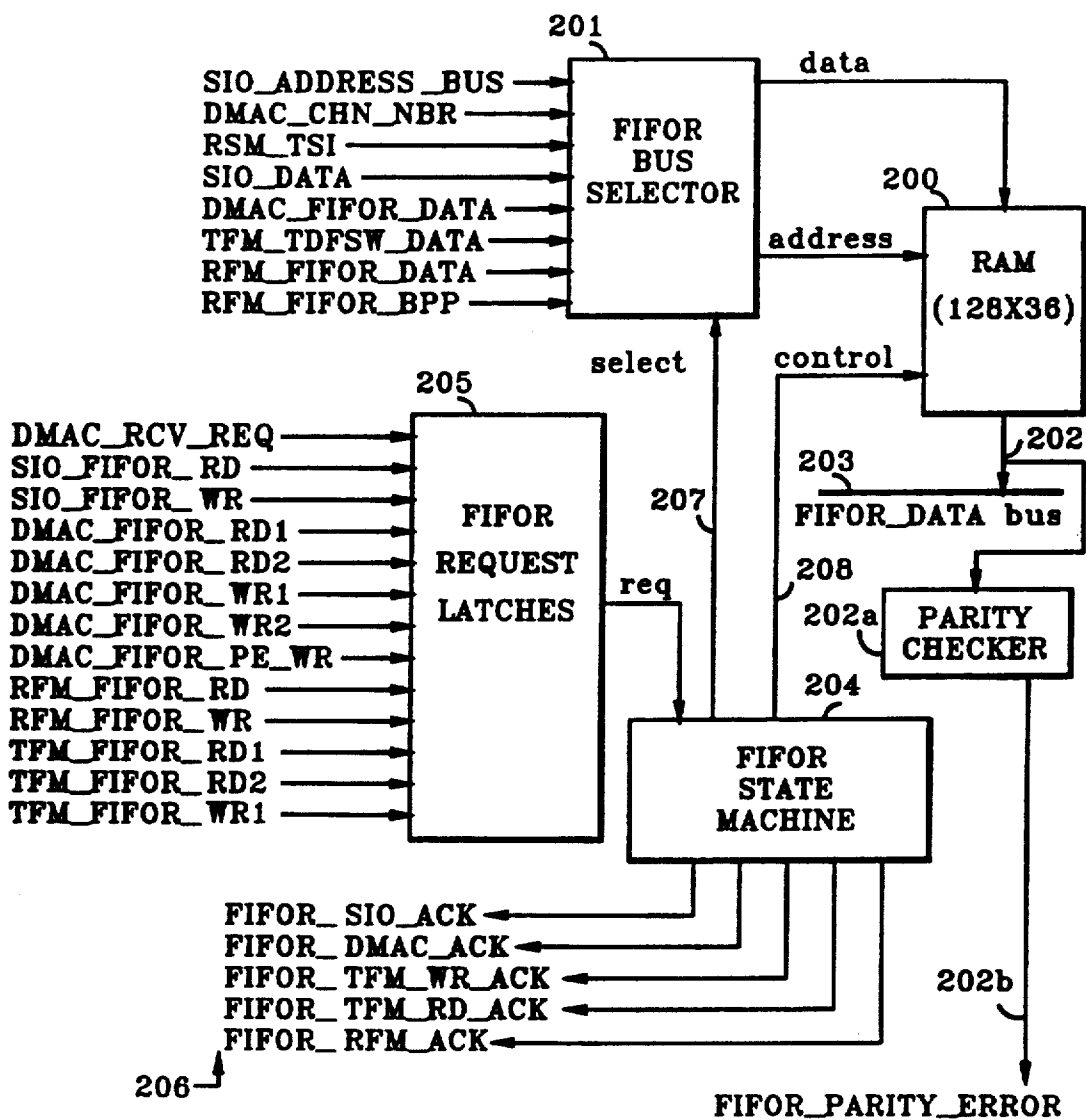 201
data
SIO_ADDRESS_BUS
DMAC_CHN_NBR
RSM_TSI
SIO_DATA
DMAC_FIFOR_DATA
TFM_TDFSW_DATA
RFM_FIFOR_DATA
RFM_FIFOR_BPP
FIFOR
BUS
SELECTOR
200
address
RAM
(128X36)
select
control
205
202
203
FIFOR_DATA bus
DMAC_RCV_REQ
SIO_FIFOR_RD
SIO_FIFOR_WR
DMAC_FIFOR_RD1
DMAC_FIFOR_RD2
DMAC_FIFOR_WR1
DMAC_FIFOR_WR2
DMAC_FIFOR_PE_WR
RFM_FIFOR_RD
RFM_FIFOR_WR
TFM_FIFOR_RD1
TFM_FIFOR_RD2
TFM_FIFOR_WR1
FIFOR
REQUEST
LATCHES
req
207
208
202a
PARITY
CHECKER
204
FIFOR
STATE
MACHINE
FIFOR_SIO_ACK
FIFOR_DMAC_ACK
FIFOR_TFM_WR_ACK
FIFOR_TFM_RD_ACK
FIFOR_RFM_ACK
206
202b
FIFOR_PARITY_ERROR